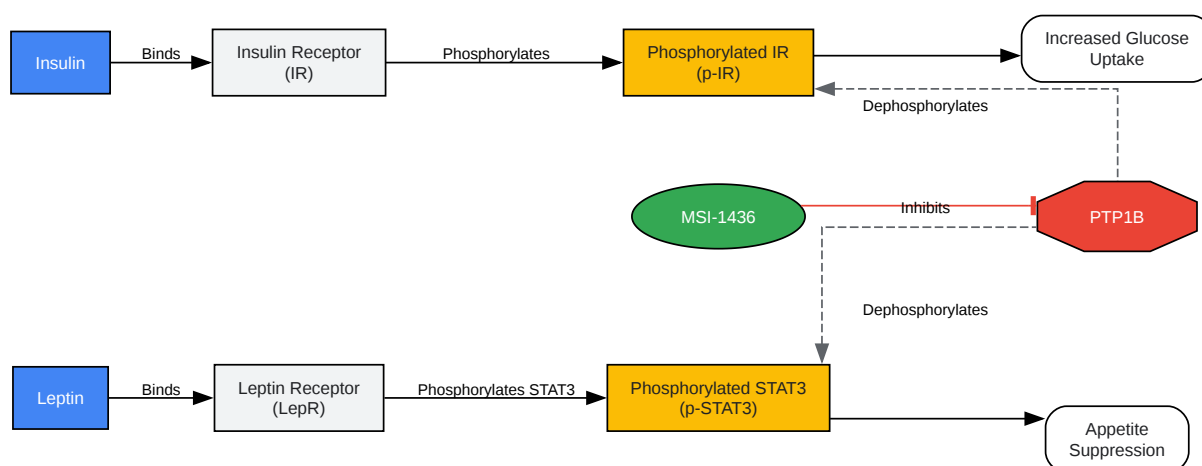 Insulin
Binds
Insulin Receptor
(IR)
Phosphorylates
Phosphorylated IR
(p-IR)
Increased Glucose
Uptake
Dephosphorylates
MSI-1436
Inhibits
PTP1B
Dephosphorylates
Leptin
Binds
Leptin Receptor
(LepR)
Phosphorylates STAT3
Phosphorylated STAT3
(p-STAT3)
Appetite
Suppression